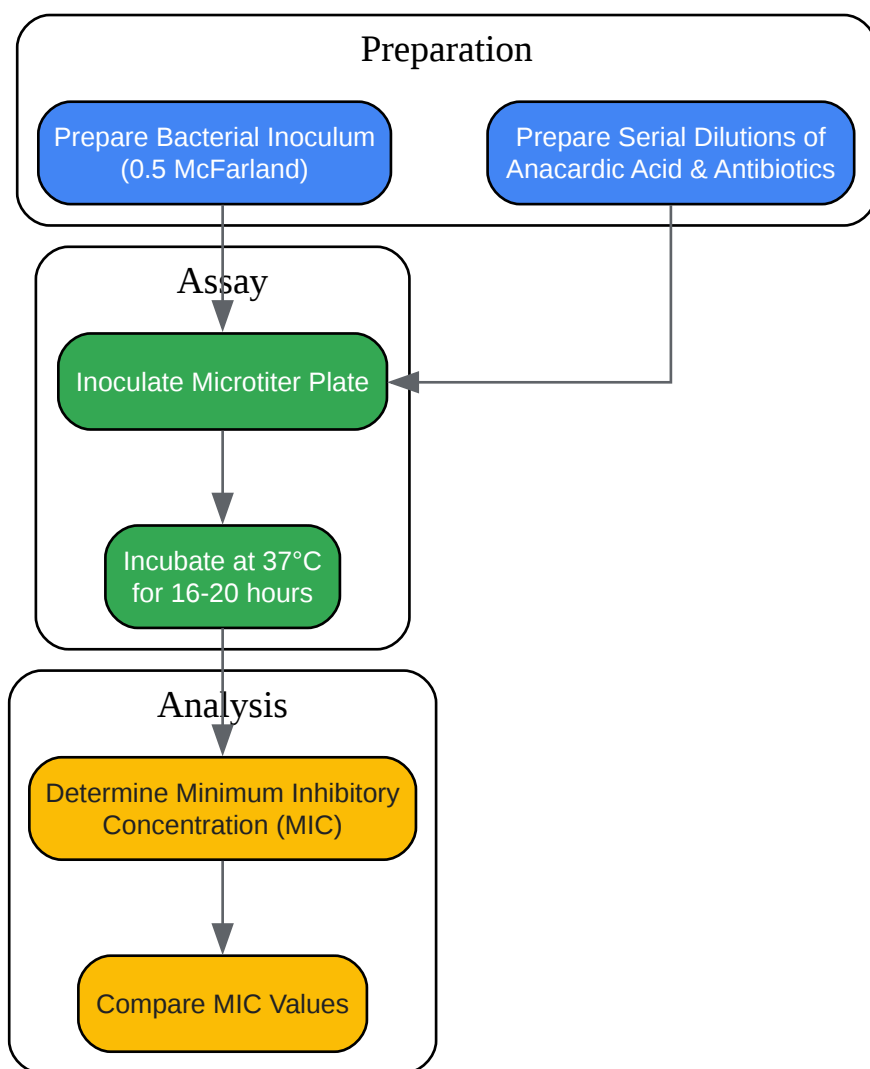 Preparation
Prepare Bacterial Inoculum
(0.5 McFarland)
Prepare Serial Dilutions of
Anacardic Acid & Antibiotics
Assay
Inoculate Microtiter Plate
Incubate at 37°C
for 16-20 hours
Analysis
Determine Minimum Inhibitory
Concentration (MIC)
Compare MIC Values